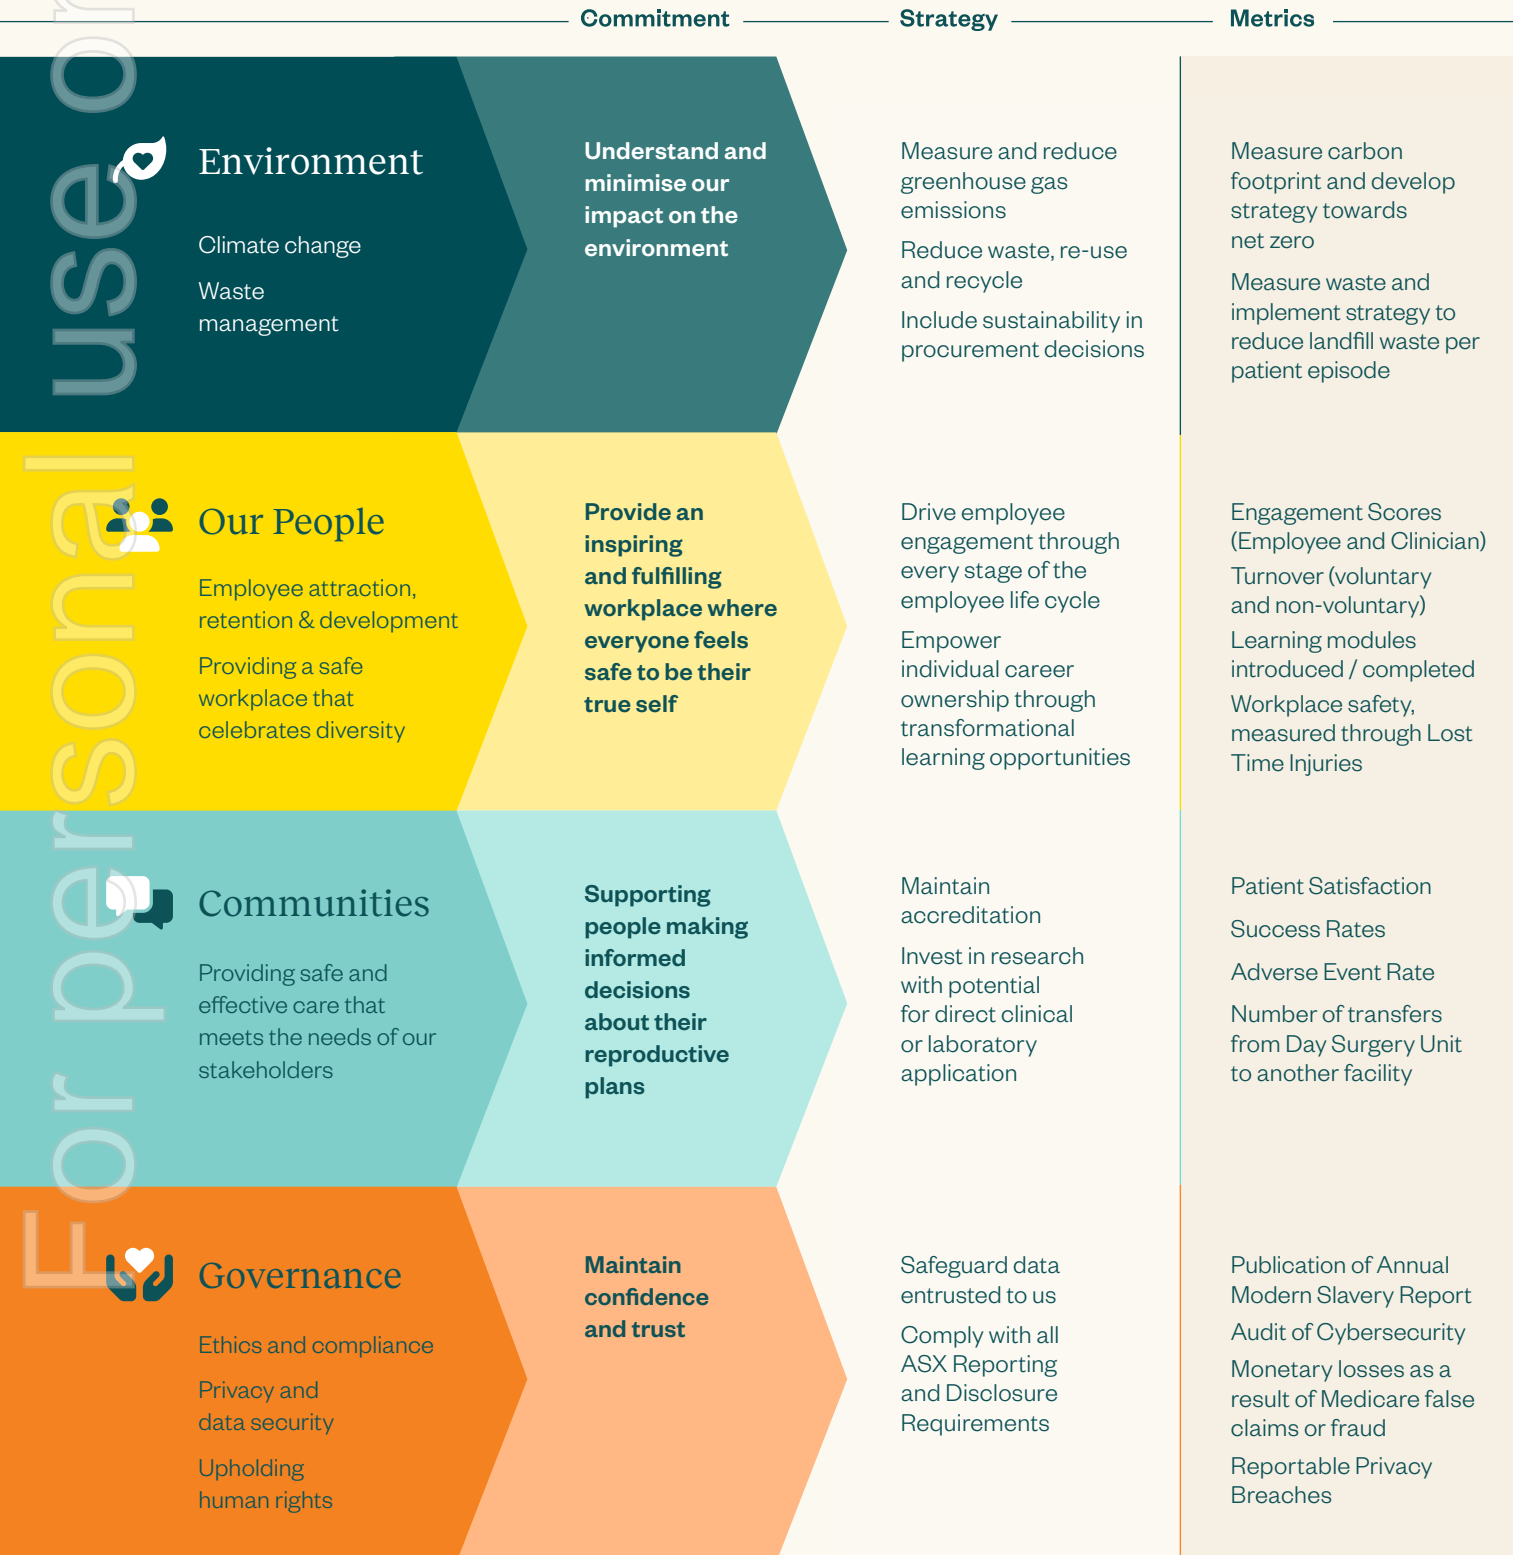 Commitment
Strategy
Metrics
Environment
Climate change
Waste
management
Understand and
minimise our
impact on the
environment
Measure and reduce
greenhouse gas
emissions
Reduce waste, re-use
and recycle
Include sustainability in
procurement decisions
Measure carbon
footprint and develop
strategy towards
net zero
Measure waste and
implement strategy to
reduce landfill waste per
patient episode
Our People
Employee attraction,
retention & development
Providing a safe
workplace that
celebrates diversity
Provide an
inspiring
and fulfilling
workplace where
everyone feels
safe to be their
true self
Drive employee
engagement through
every stage of the
employee life cycle
Empower
individual career
ownership through
transformational
learning opportunities
Engagement Scores
(Employee and Clinician)
Turnover (voluntary
and non-voluntary)
Learning modules
introduced / completed
Workplace safety,
measured through Lost
Time Injuries
Communities
Providing safe and
effective care that
meets the needs of our
stakeholders
Supporting
people making
informed
decisions
about their
reproductive
plans
Maintain
accreditation
Invest in research
with potential
for direct clinical
or laboratory
application
Patient Satisfaction
Success Rates
Adverse Event Rate
Number of transfers
from Day Surgery Unit
to another facility
Governance
Ethics and compliance
Privacy and
data security
Upholding
human rights
Maintain
confidence
and trust
Safeguard data
entrusted to us
Comply with all
ASX Reporting
and Disclosure
Requirements
Publication of Annual
Modern Slavery Report
Audit of Cybersecurity
Monetary losses as a
result of Medicare false
claims or fraud
Reportable Privacy
Breaches
For personal use